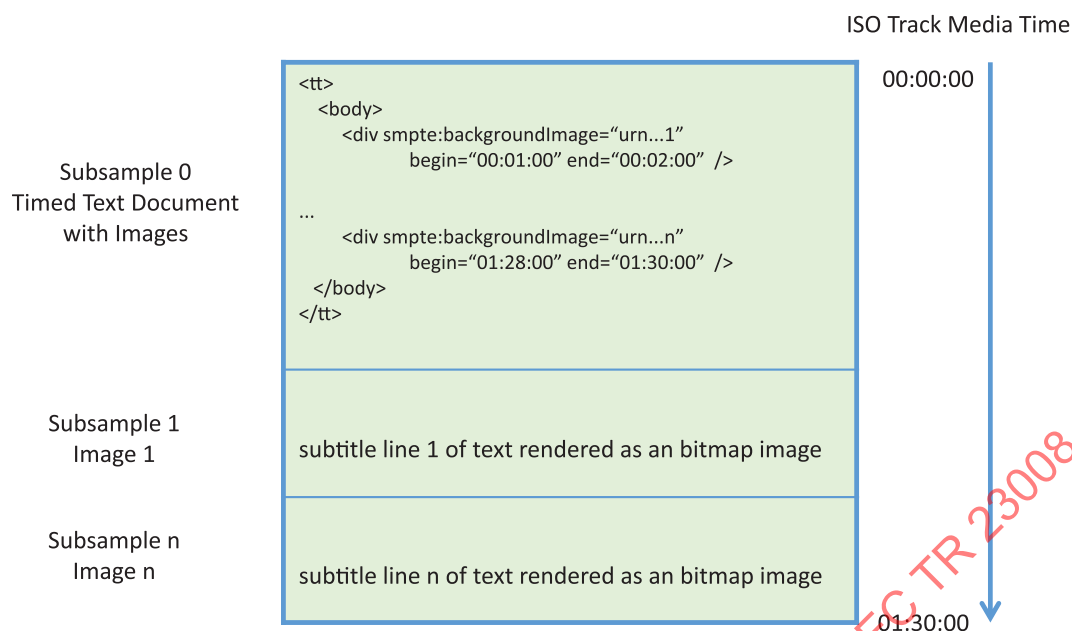 ISO Track Media Time
00:00:00
<tt>
<body>
<div smpte:backgroundImage=“urn...1”
begin=“00:01:00” end=“00:02:00” />
Subsample 0
Timed Text Document
with Images
...
<div smpte:backgroundImage=“urn...n”
begin=“01:28:00” end=“01:30:00” />
</body>
</tt>
Subsample 1
Image 1
subtitle line 1 of text rendered as an bitmap image
Subsample n
Image n
subtitle line n of text rendered as an bitmap image
01:30:00
EC TR 23008